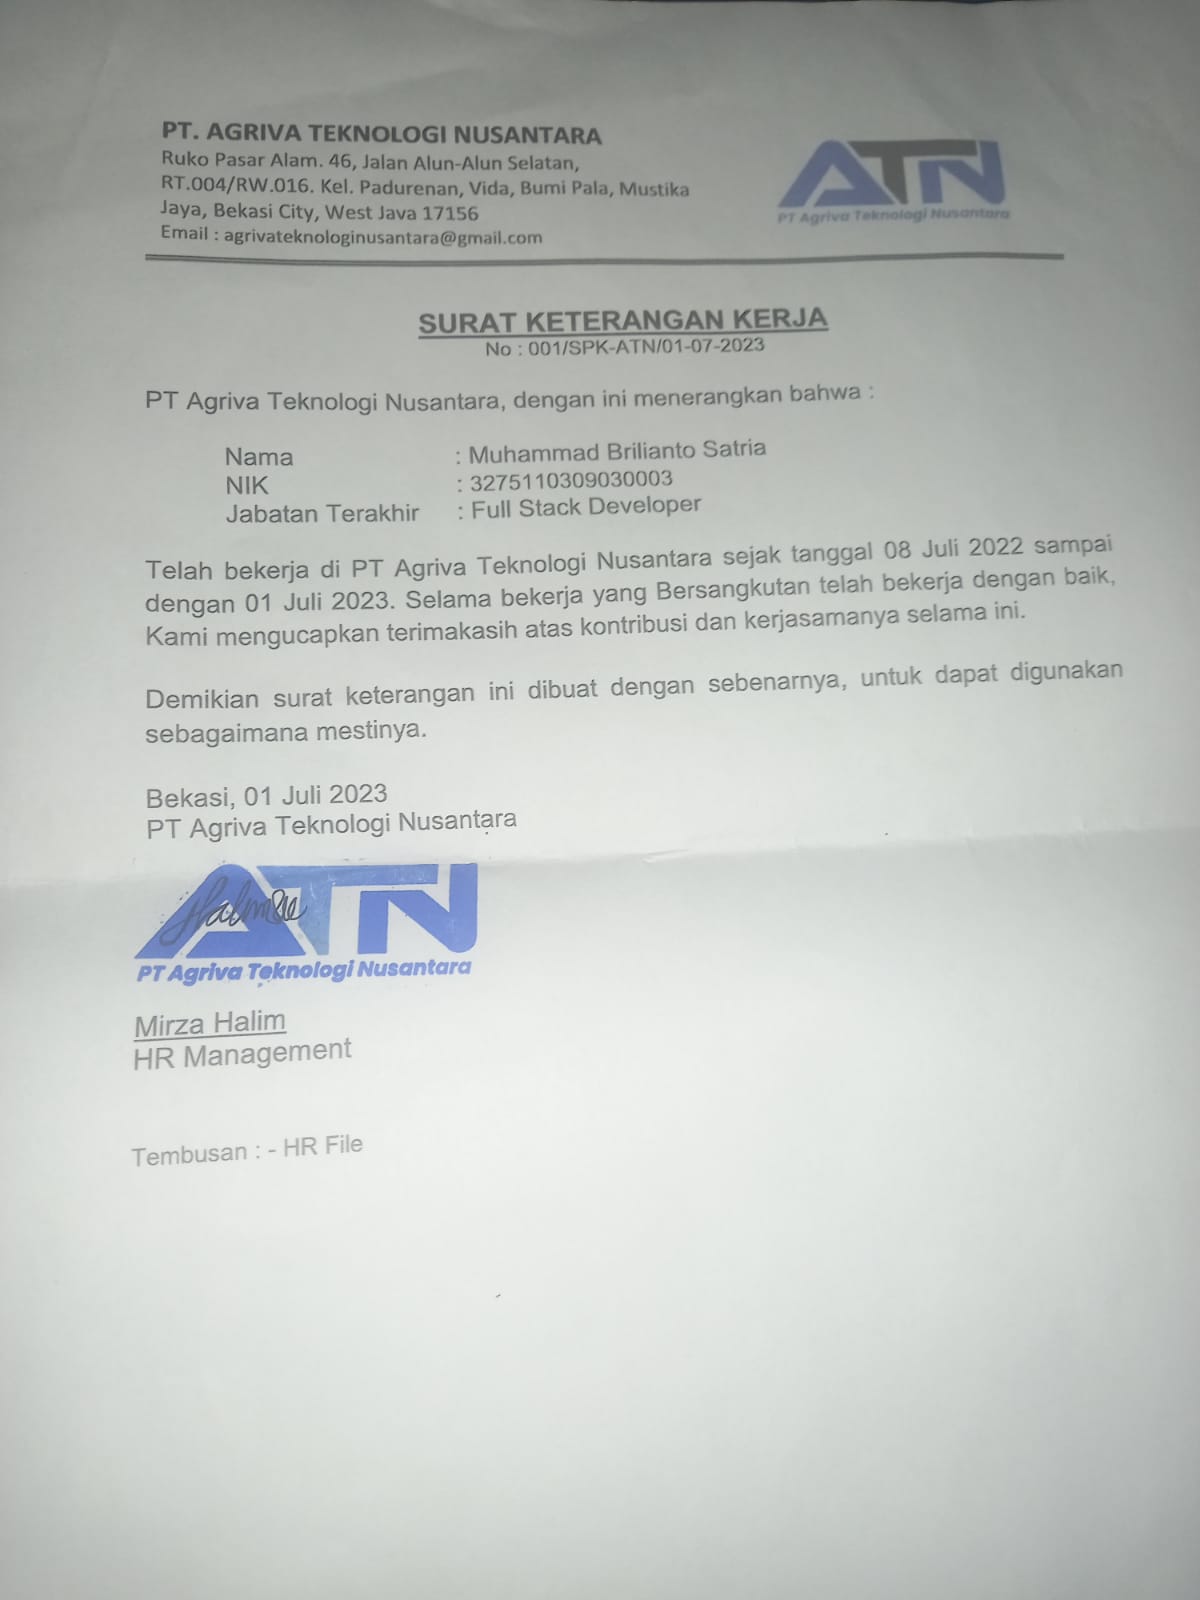 PT. AGRIVA TEKNOLOGI NUSANTARA
Ruko Pasar Alam. 46, Jalan Alun-Alun Selatan,
RT.004/RW.016. Kel. Padurenan, Vida, Bumi Pala, Mustika
Jaya, Bekasi City, West Java 17156
Email : agrivateknologinusantara@gmail.com
ATN
PT Agriva Teknologi Nusantara
SURAT KETERANGAN KERJA
No : 001/SPK-ATN/01-07-2023
PT Agriva Teknologi Nusantara, dengan ini menerangkan bahwa :
Nama : Muhammad Brilianto Satria
NIK : 3275110309030003
Jabatan Terakhir : Full Stack Developer
Telah bekerja di PT Agriva Teknologi Nusantara sejak tanggal 08 Juli 2022 sampai
dengan 01 Juli 2023. Selama bekerja yang Bersangkutan telah bekerja dengan baik,
Kami mengucapkan terimakasih atas kontribusi dan kerjasamanya selama ini.
Demikian surat keterangan ini dibuat dengan sebenarnya, untuk dapat digunakan
sebagaimana mestinya.
Bekasi, 01 Juli 2023
PT Agriva Teknologi Nusantara
ATN
PT Agriva Teknologi Nusantara
Mirza Halim
HR Management
Tembusan : - HR File